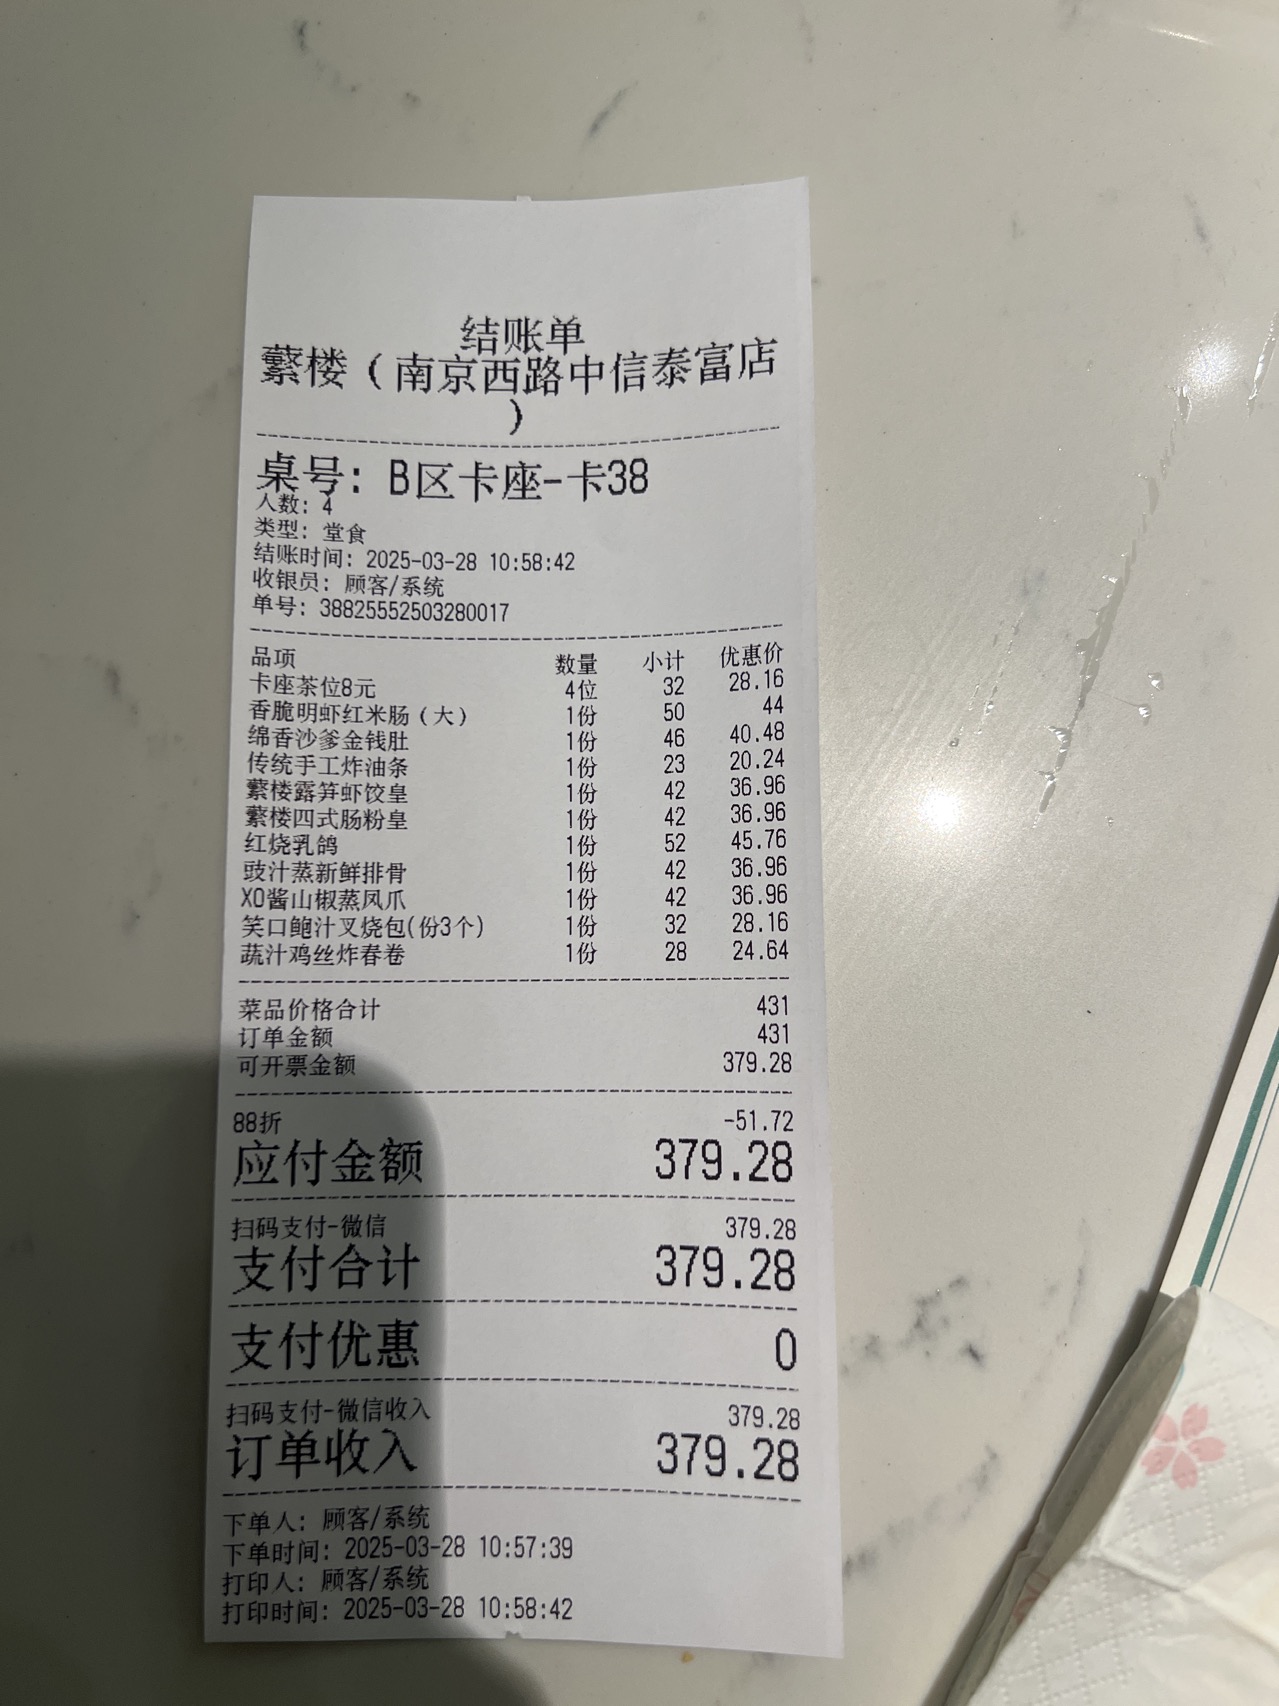 结账单
蘩楼（南京西路中信泰富店
）
桌号: B区卡座-卡38
人数: 4
类型: 堂食
结账时间: 2025-03-28 10:58:42
收银员: 顾客/系统
单号: 38825552503280017
品项 数量 小计 优惠价
卡座茶位8元 4位 32 28.16
香脆明虾红米肠（大） 1份 50 44
绵香沙爹金钱肚 1份 46 40.48
传统手工炸油条 1份 23 20.24
蘩楼露笋虾饺皇 1份 42 36.96
蘩楼四式肠粉皇 1份 42 36.96
红烧乳鸽 1份 52 45.76
豉汁蒸新鲜排骨 1份 42 36.96
XO酱山椒蒸凤爪 1份 42 36.96
笑口鲍汁叉烧包(份3个) 1份 32 28.16
蔬汁鸡丝炸春卷 1份 28 24.64
菜品价格合计 431
订单金额 431
可开票金额 379.28
88折 -51.72
应付金额 379.28
扫码支付-微信 379.28
支付合计 379.28
支付优惠 0
扫码支付-微信收入 379.28
订单收入 379.28
下单人: 顾客/系统
下单时间: 2025-03-28 10:57:39
打印人: 顾客/系统
打印时间: 2025-03-28 10:58:42